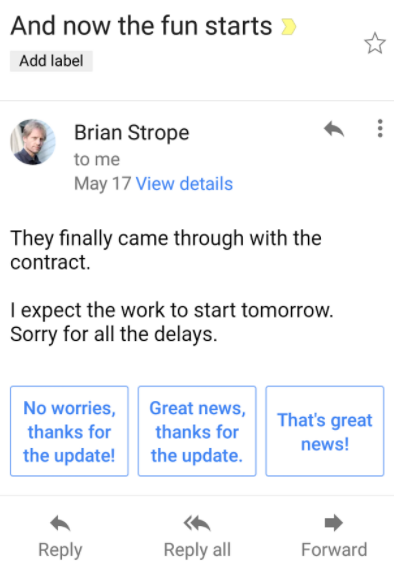 And now the fun starts
Add label
Brian Strope
to me
May 17 View details
They finally came through with the
contract.
I expect the work to start tomorrow.
Sorry for all the delays.
No worries,
thanks for
the update!
Great news,
thanks for
the update.
That's great
news!
Reply
Reply all
Forward